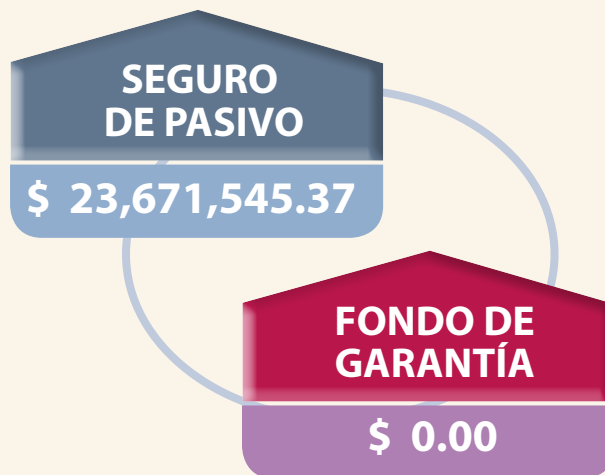 SEGURO
DE PASIVO
$ 23,671,545.37
FONDO DE
GARANTÍA
$ 0.00